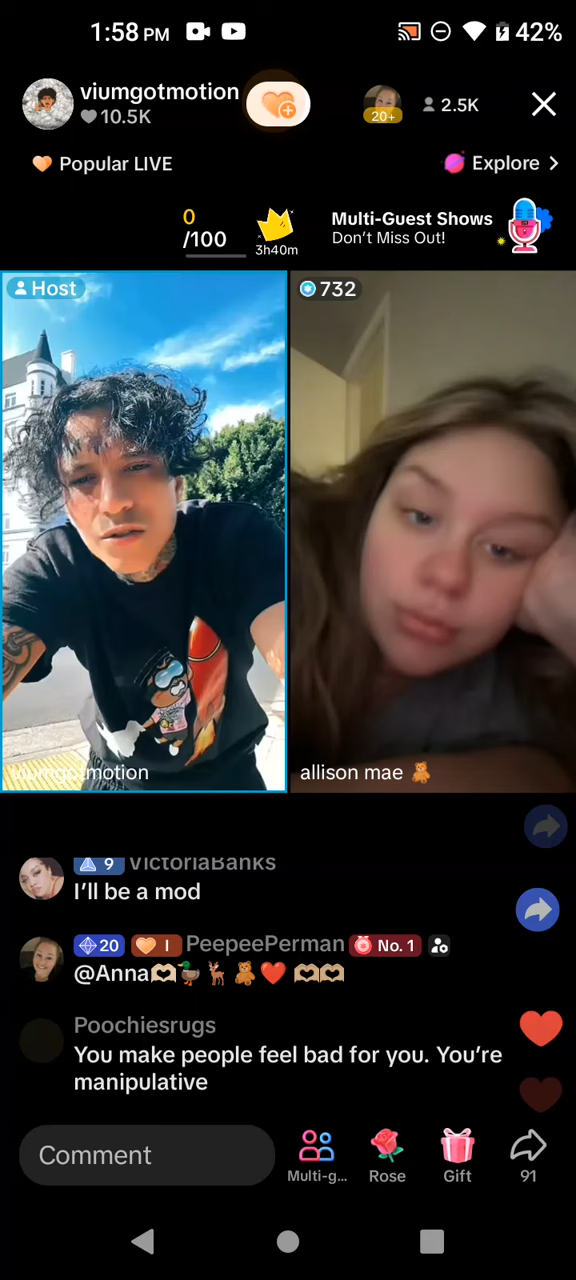 1:58 PM
42%
viumgotmotion
10.5K
20+
2.5K
Popular LIVE
Explore
0
/100
3h40m
Multi-Guest Shows
Don't Miss Out!
Host
732
viumgotmotion
allison mae 🧸
9 VictoriaBanks
I'll be a mod
20 I PeepeePerman No. 1
@Anna🫶🦆🦌🧸❤️ 🫶🫶
Poochiesrugs
You make people feel bad for you. You're
manipulative
Comment
Multi-g...
Rose
Gift
91